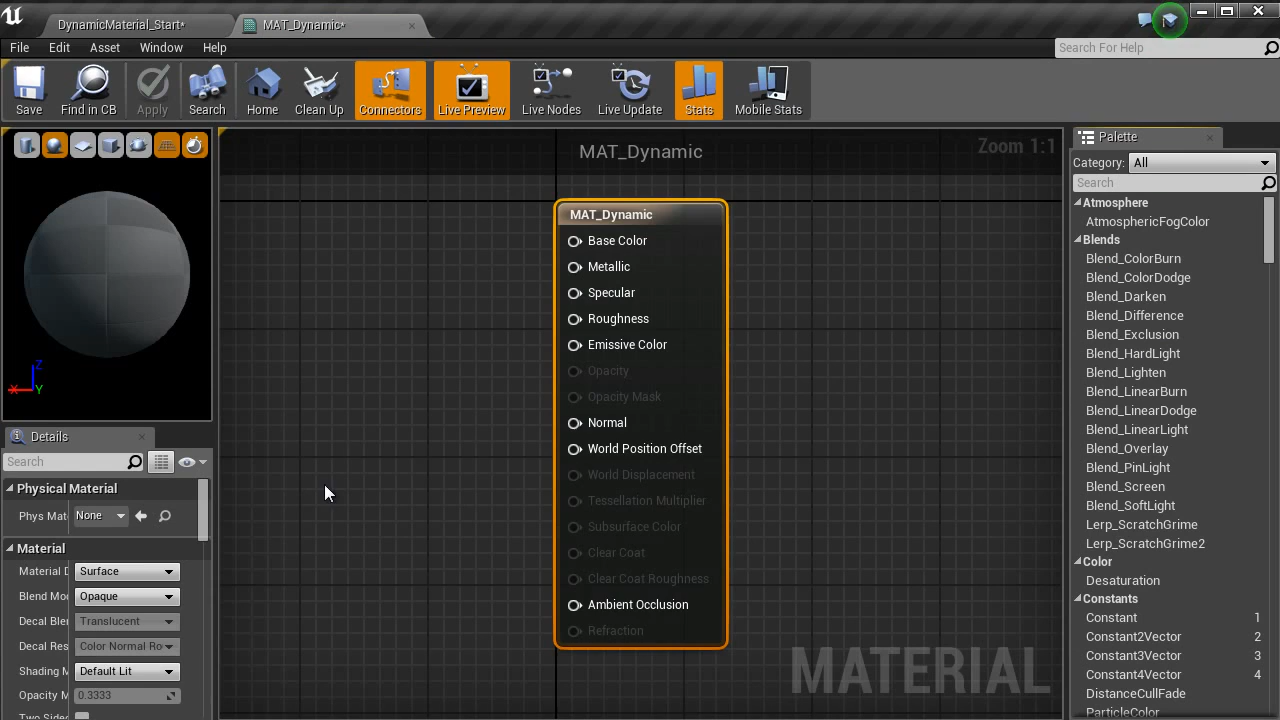 DynamicMaterial_Start*
MAT_Dynamic*
File Edit Asset Window Help
Search For Help
Save
Find in CB
Apply
Search
Home
Clean Up
Connectors
Live Preview
Live Nodes
Live Update
Stats
Mobile Stats
MAT_Dynamic
Zoom 1:1
MAT_Dynamic
Base Color
Metallic
Specular
Roughness
Emissive Color
Opacity
Opacity Mask
Normal
World Position Offset
World Displacement
Tessellation Multiplier
Subsurface Color
Clear Coat
Clear Coat Roughness
Ambient Occlusion
Refraction
MATERIAL
Z
X
Y
Details
Search
Physical Material
Phys Mat None
Material
Material D Surface
Blend Mod Opaque
Decal Blen Translucent
Decal Res Color Normal Ro
Shading M Default Lit
Opacity M 0.3333
Two Sided
Palette
Category: All
Search
Atmosphere
AtmosphericFogColor
Blends
Blend_ColorBurn
Blend_ColorDodge
Blend_Darken
Blend_Difference
Blend_Exclusion
Blend_HardLight
Blend_Lighten
Blend_LinearBurn
Blend_LinearDodge
Blend_LinearLight
Blend_Overlay
Blend_PinLight
Blend_Screen
Blend_SoftLight
Lerp_ScratchGrime
Lerp_ScratchGrime2
Color
Desaturation
Constants
Constant 1
Constant2Vector 2
Constant3Vector 3
Constant4Vector 4
DistanceCullFade
ParticleColor